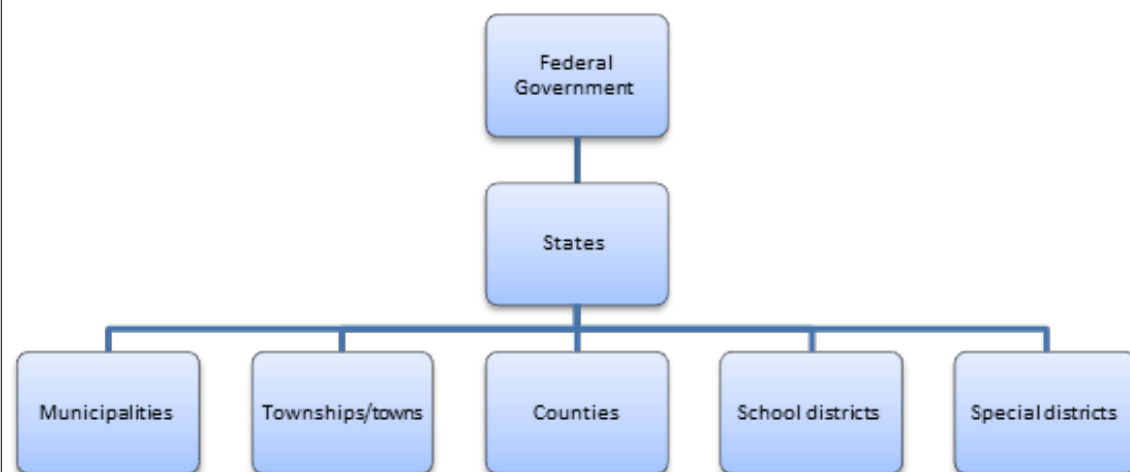 Federal
Government
States
Municipalities
Townships/towns
Counties
School districts
Special districts